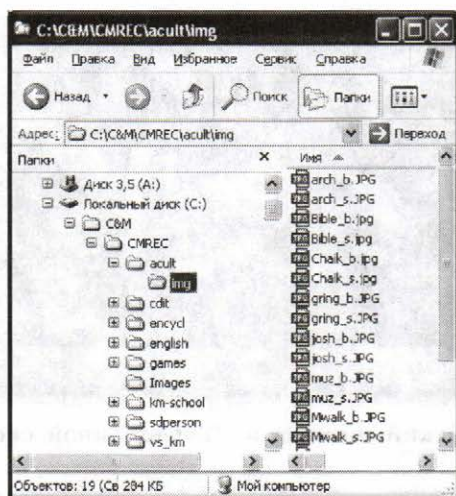 C:\C&M\CMREC\acult\img
Файл Правка Вид Избранное Сервис Справка
Назад Поиск Папки
Адрес: C:\C&M\CMREC\acult\img Переход
Папки
Диск 3,5 (A:)
Локальный диск (C:)
C&M
CMREC
acult
img
cdit
encycl
english
games
Images
km-school
sdperson
vs_km
Имя
arch_b.JPG
arch_s.JPG
Bible_b.jpg
Bible_s.jpg
Chalk_b.jpg
Chalk_s.jpg
gring_b.JPG
gring_s.JPG
josh_b.JPG
josh_s.JPG
muz_b.JPG
muz_s.JPG
Mwalk_b.JPG
Mwalk_s.JPG
Объектов: 19 (Св 284 КБ Мой компьютер